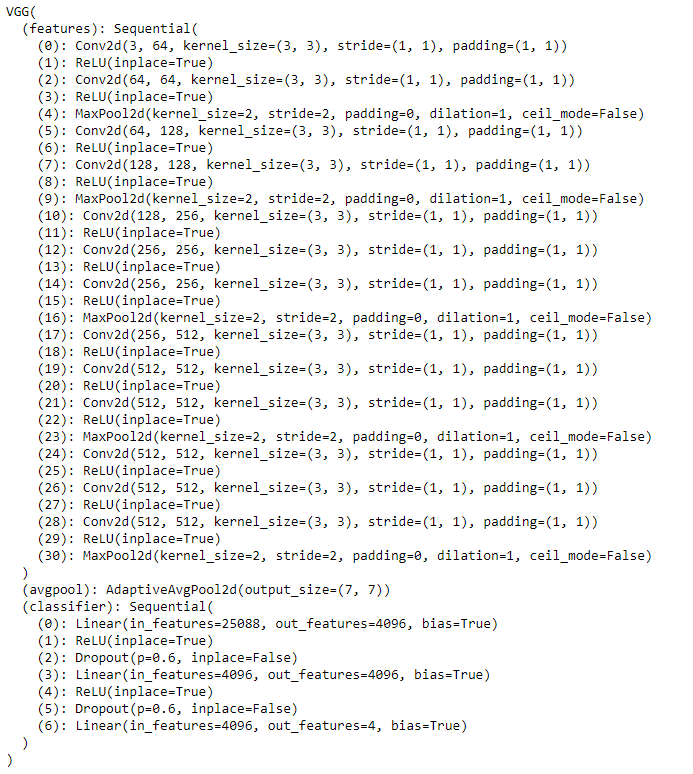 VGG(
  (features): Sequential(
    (0): Conv2d(3, 64, kernel_size=(3, 3), stride=(1, 1), padding=(1, 1))
    (1): ReLU(inplace=True)
    (2): Conv2d(64, 64, kernel_size=(3, 3), stride=(1, 1), padding=(1, 1))
    (3): ReLU(inplace=True)
    (4): MaxPool2d(kernel_size=2, stride=2, padding=0, dilation=1, ceil_mode=False)
    (5): Conv2d(64, 128, kernel_size=(3, 3), stride=(1, 1), padding=(1, 1))
    (6): ReLU(inplace=True)
    (7): Conv2d(128, 128, kernel_size=(3, 3), stride=(1, 1), padding=(1, 1))
    (8): ReLU(inplace=True)
    (9): MaxPool2d(kernel_size=2, stride=2, padding=0, dilation=1, ceil_mode=False)
    (10): Conv2d(128, 256, kernel_size=(3, 3), stride=(1, 1), padding=(1, 1))
    (11): ReLU(inplace=True)
    (12): Conv2d(256, 256, kernel_size=(3, 3), stride=(1, 1), padding=(1, 1))
    (13): ReLU(inplace=True)
    (14): Conv2d(256, 256, kernel_size=(3, 3), stride=(1, 1), padding=(1, 1))
    (15): ReLU(inplace=True)
    (16): MaxPool2d(kernel_size=2, stride=2, padding=0, dilation=1, ceil_mode=False)
    (17): Conv2d(256, 512, kernel_size=(3, 3), stride=(1, 1), padding=(1, 1))
    (18): ReLU(inplace=True)
    (19): Conv2d(512, 512, kernel_size=(3, 3), stride=(1, 1), padding=(1, 1))
    (20): ReLU(inplace=True)
    (21): Conv2d(512, 512, kernel_size=(3, 3), stride=(1, 1), padding=(1, 1))
    (22): ReLU(inplace=True)
    (23): MaxPool2d(kernel_size=2, stride=2, padding=0, dilation=1, ceil_mode=False)
    (24): Conv2d(512, 512, kernel_size=(3, 3), stride=(1, 1), padding=(1, 1))
    (25): ReLU(inplace=True)
    (26): Conv2d(512, 512, kernel_size=(3, 3), stride=(1, 1), padding=(1, 1))
    (27): ReLU(inplace=True)
    (28): Conv2d(512, 512, kernel_size=(3, 3), stride=(1, 1), padding=(1, 1))
    (29): ReLU(inplace=True)
    (30): MaxPool2d(kernel_size=2, stride=2, padding=0, dilation=1, ceil_mode=False)
  )
  (avgpool): AdaptiveAvgPool2d(output_size=(7, 7))
  (classifier): Sequential(
    (0): Linear(in_features=25088, out_features=4096, bias=True)
    (1): ReLU(inplace=True)
    (2): Dropout(p=0.6, inplace=False)
    (3): Linear(in_features=4096, out_features=4096, bias=True)
    (4): ReLU(inplace=True)
    (5): Dropout(p=0.6, inplace=False)
    (6): Linear(in_features=4096, out_features=4, bias=True)
  )
)